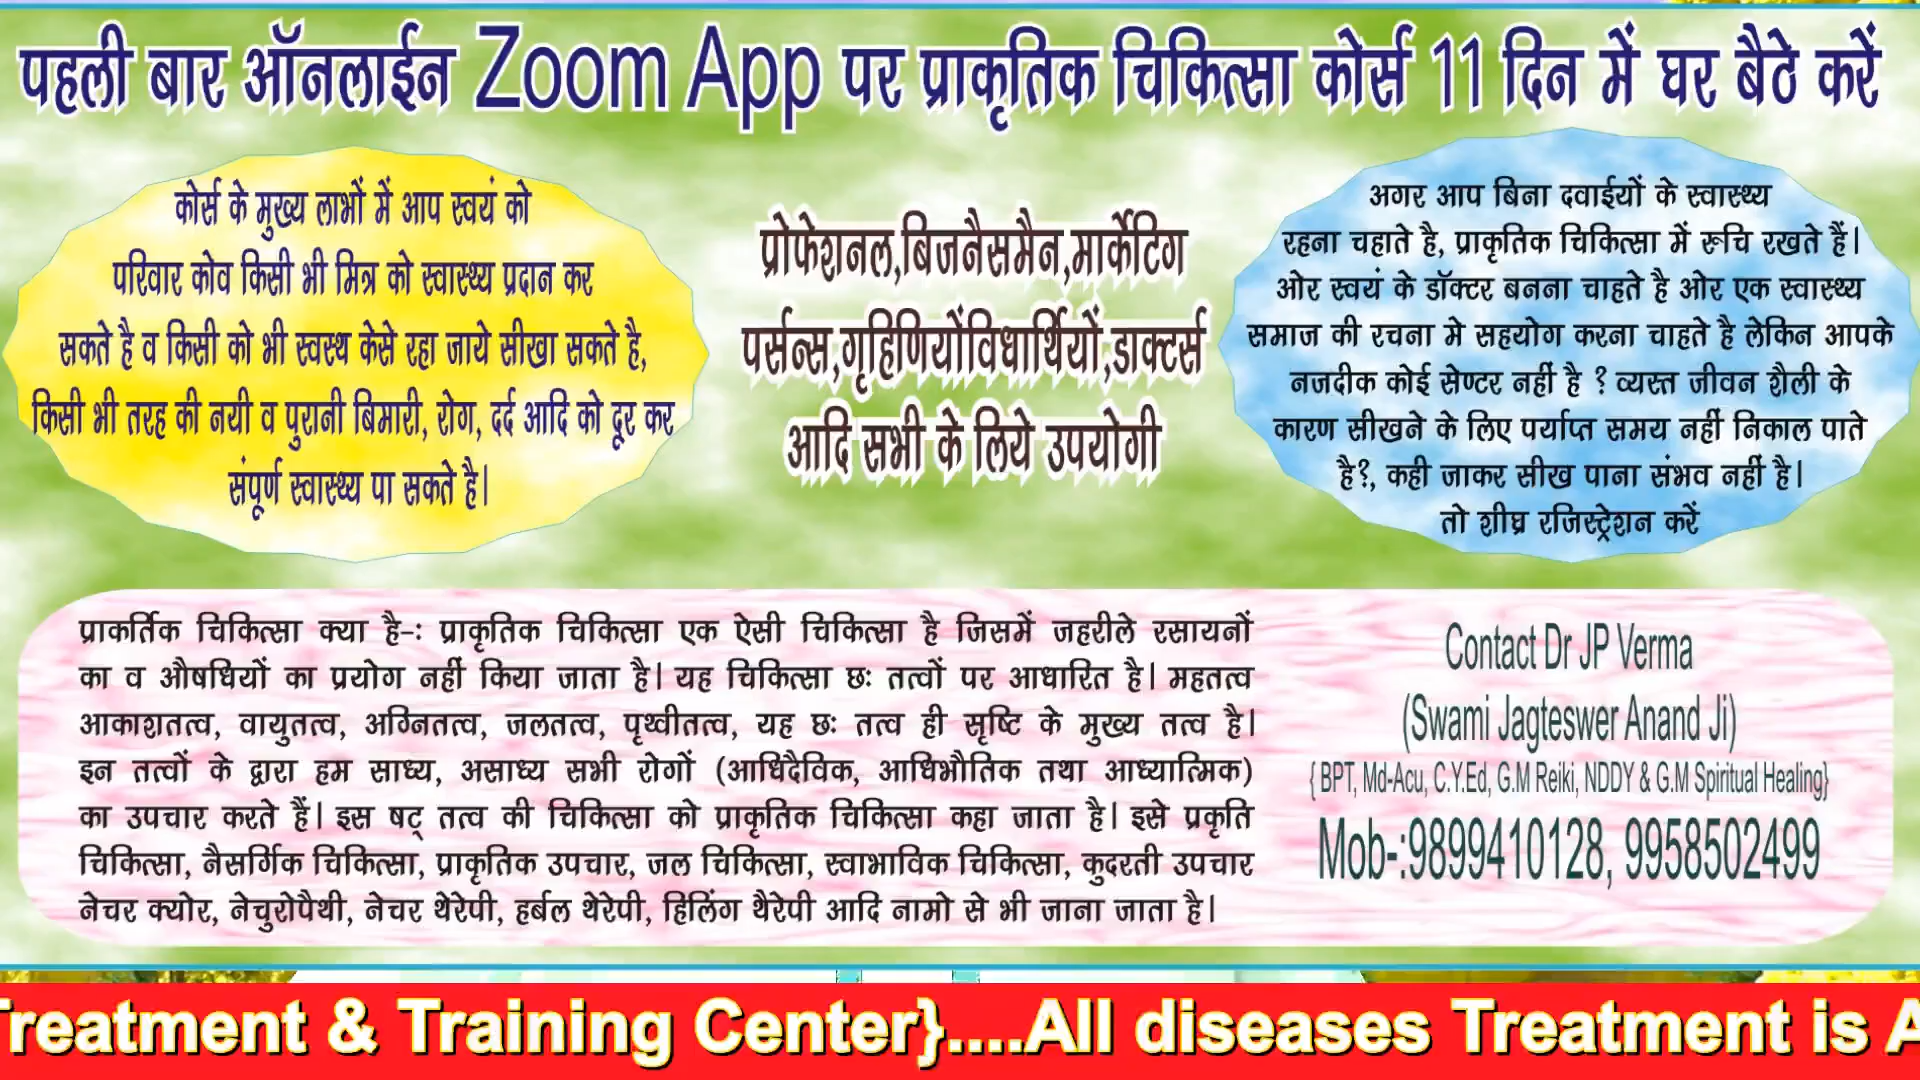 पहली बार ऑनलाईन Zoom App पर प्राकृतिक चिकित्सा कोर्स 11 दिन में घर बैठे करें
कोर्स के मुख्य लाभों में आप स्वयं को
परिवार कोव किसी भी मित्र को स्वास्थ्य प्रदान कर
सकते है व किसी को भी स्वस्थ केसे रहा जाये सीखा सकते है,
किसी भी तरह की नयी व पुरानी बिमारी, रोग, दर्द आदि को दूर कर
संपूर्ण स्वास्थ्य पा सकते है।
प्रोफेशनल,बिजनैसमैन,मार्केटिग
पर्सन्स,गृहिणियोंविधार्थियों,डाक्टर्स
आदि सभी के लिये उपयोगी
अगर आप बिना दवाईयों के स्वास्थ्य
रहना चहाते है, प्राकृतिक चिकित्सा में रूचि रखते हैं।
ओर स्वयं के डॉक्टर बनना चाहते है ओर एक स्वास्थ्य
समाज की रचना मे सहयोग करना चाहते है लेकिन आपके
नजदीक कोई सेण्टर नहीं है ? व्यस्त जीवन शैली के
कारण सीखने के लिए पर्याप्त समय नहीं निकाल पाते
है?, कही जाकर सीख पाना संभव नहीं है।
तो शीघ्र रजिस्ट्रेशन करें
प्राकर्तिक चिकित्सा क्या है-: प्राकृतिक चिकित्सा एक ऐसी चिकित्सा है जिसमें जहरीले रसायनों
का व औषधियों का प्रयोग नहीं किया जाता है। यह चिकित्सा छः तत्वों पर आधारित है। महतत्व
आकाशतत्व, वायुतत्व, अग्नितत्व, जलतत्व, पृथ्वीतत्व, यह छः तत्व ही सृष्टि के मुख्य तत्व है।
इन तत्वों के द्वारा हम साध्य, असाध्य सभी रोगों (आधिदैविक, आधिभौतिक तथा आध्यात्मिक)
का उपचार करते हैं। इस षट् तत्व की चिकित्सा को प्राकृतिक चिकित्सा कहा जाता है। इसे प्रकृति
चिकित्सा, नैसर्गिक चिकित्सा, प्राकृतिक उपचार, जल चिकित्सा, स्वाभाविक चिकित्सा, कुदरती उपचार
नेचर क्योर, नेचुरोपैथी, नेचर थेरेपी, हर्बल थेरेपी, हिलिंग थैरेपी आदि नामो से भी जाना जाता है।
Contact Dr JP Verma
(Swami Jagteswer Anand Ji)
{ BPT, Md-Acu, C.Y.Ed, G.M Reiki, NDDY & G.M Spiritual Healing}
Mob-:9899410128, 9958502499
Treatment & Training Center}....All diseases Treatment is A